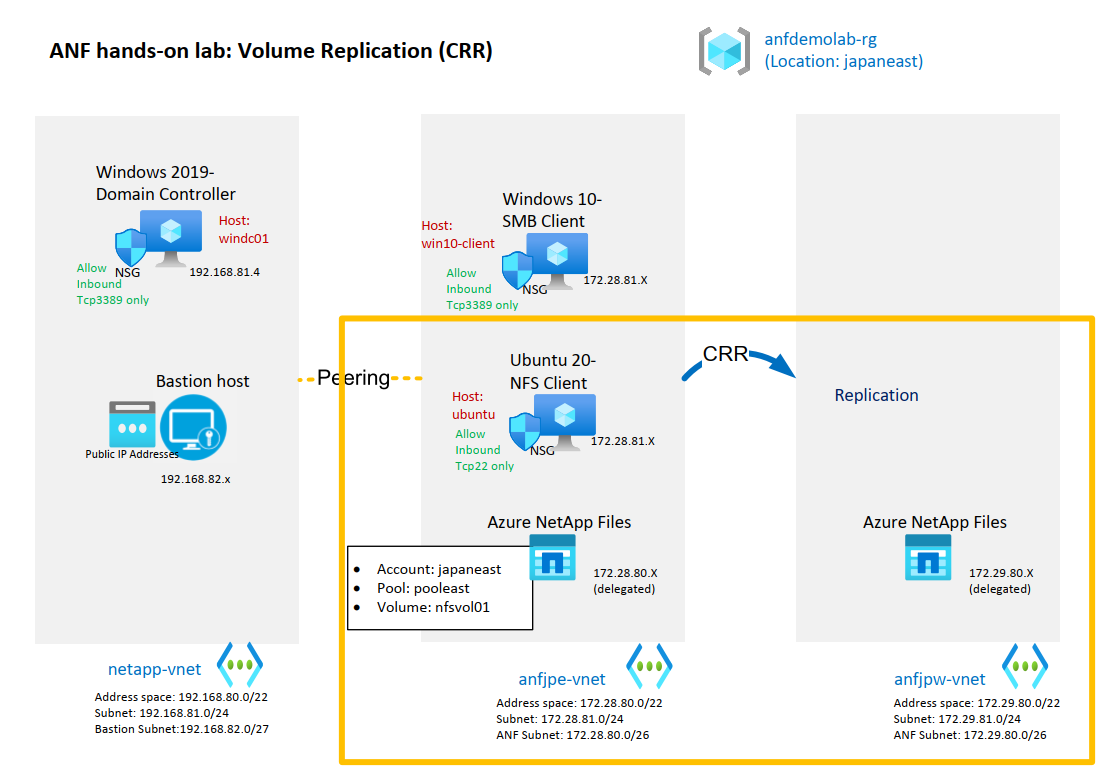 ANF hands-on lab: Volume Replication (CRR)
anfdemolab-rg
(Location: japaneast)
Windows 2019-
Domain Controller
Host:
windc01
NSG
192.168.81.4
Allow
Inbound
Tcp3389 only
Bastion host
Public IP Addresses
192.168.82.x
netapp-vnet
Address space: 192.168.80.0/22
Subnet: 192.168.81.0/24
Bastion Subnet:192.168.82.0/27
Peering
Windows 10-
SMB Client
Host:
win10-client
Allow
Inbound
Tcp3389 only
NSG
172.28.81.X
Ubuntu 20-
NFS Client
Host:
ubuntu
Allow
Inbound
Tcp22 only
NSG
172.28.81.X
Azure NetApp Files
• Account: japaneast
• Pool: pooleast
• Volume: nfsvol01
172.28.80.X
(delegated)
anfjpe-vnet
Address space: 172.28.80.0/22
Subnet: 172.28.81.0/24
ANF Subnet: 172.28.80.0/26
CRR
Replication
Azure NetApp Files
172.29.80.X
(delegated)
anfjpw-vnet
Address space: 172.29.80.0/22
Subnet: 172.29.81.0/24
ANF Subnet: 172.29.80.0/26